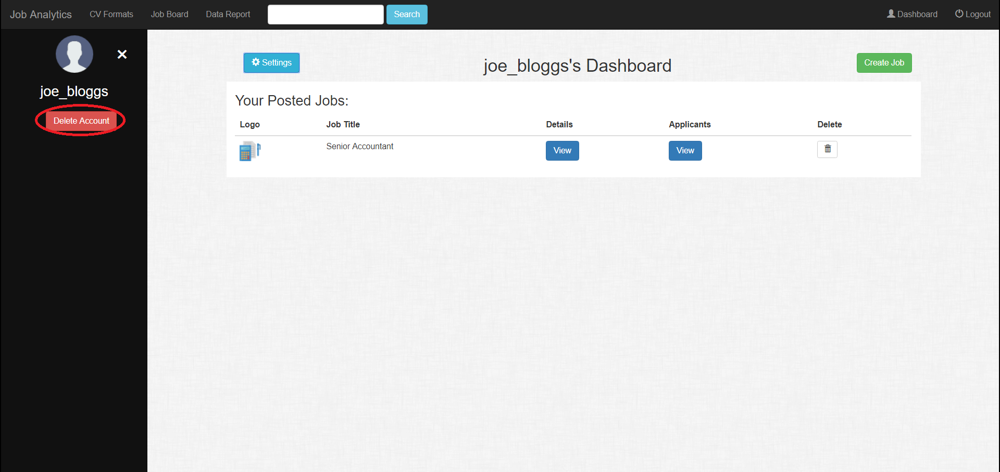 Job Analytics CV Formats Job Board Data Report Search Dashboard Logout
joe_bloggs
Delete Account
Settings joe_bloggs's Dashboard Create Job
Your Posted Jobs:
Logo Job Title Details Applicants Delete
Senior Accountant View View